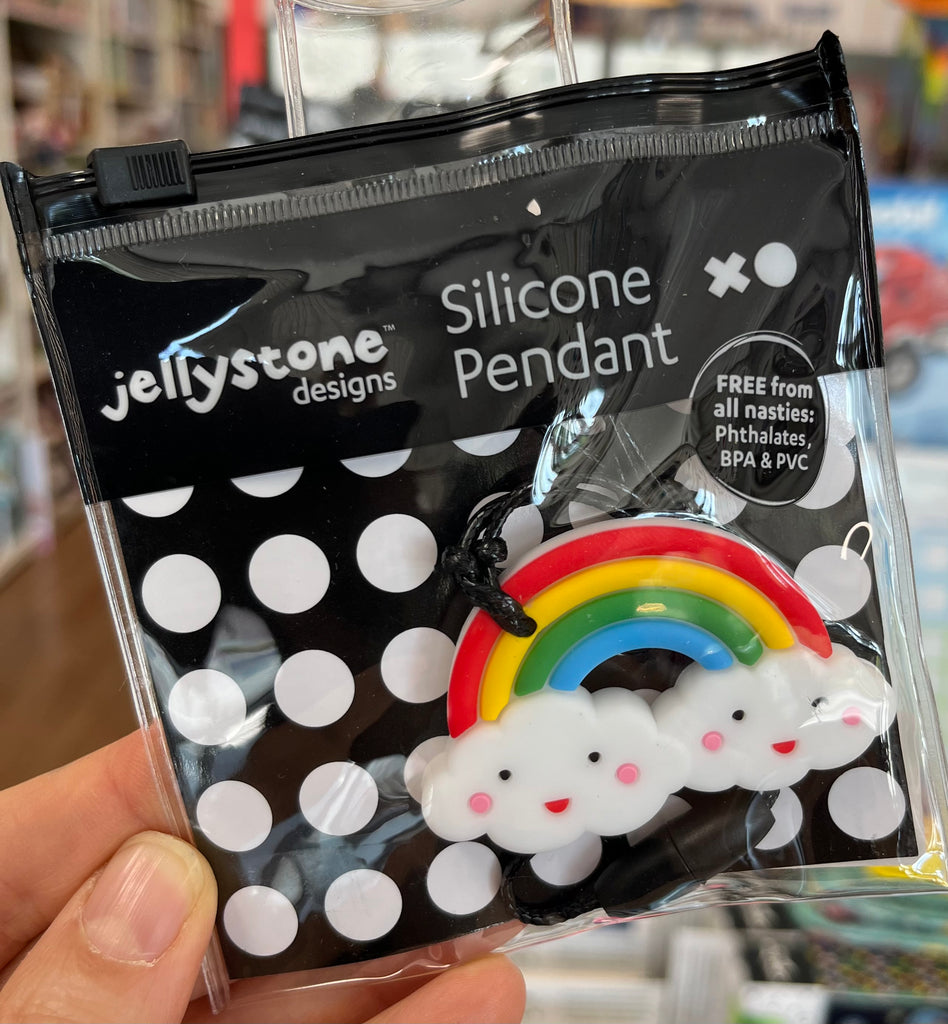 jellystone™
designs
Silicone
Pendant
FREE from
all nasties:
Phthalates,
BPA & PVC